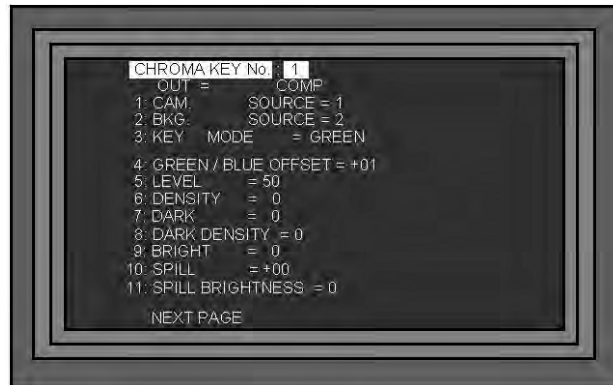 CHROMA KEY No. : 1
OUT = COMP
1: CAM. SOURCE = 1
2: BKG. SOURCE = 2
3: KEY MODE = GREEN
4: GREEN / BLUE OFFSET = +01
5: LEVEL = 50
6: DENSITY = 0
7: DARK = 0
8: DARK DENSITY = 0
9: BRIGHT = 0
10: SPILL = +00
11: SPILL BRIGHTNESS = 0
NEXT PAGE